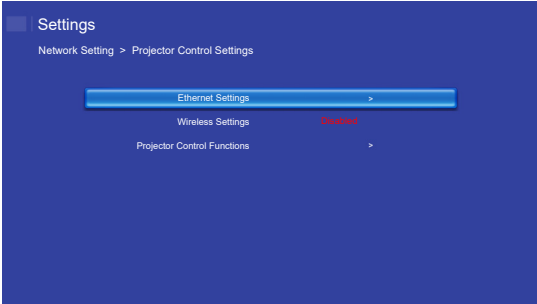 Settings
Network Setting > Projector Control Settings
Ethernet Settings >
Wireless Settings
Projector Control Functions >